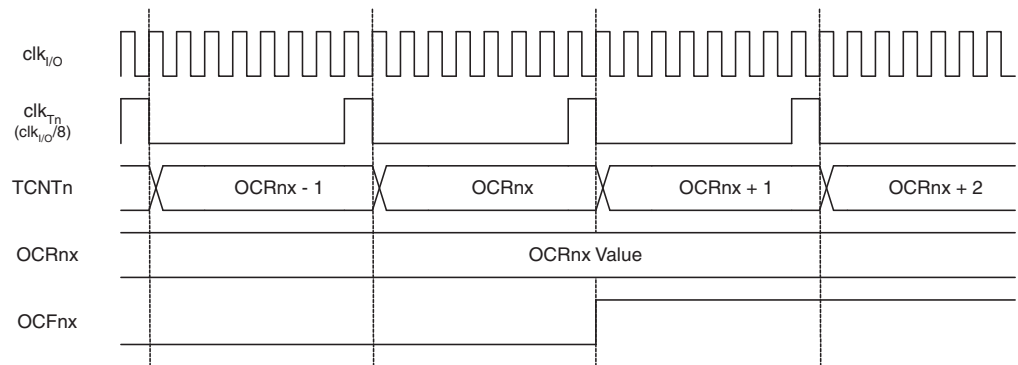 clkI/O
clkTn
(clkI/O/8)
TCNTn
OCRnx - 1
OCRnx
OCRnx + 1
OCRnx + 2
OCRnx
OCRnx Value
OCFnx